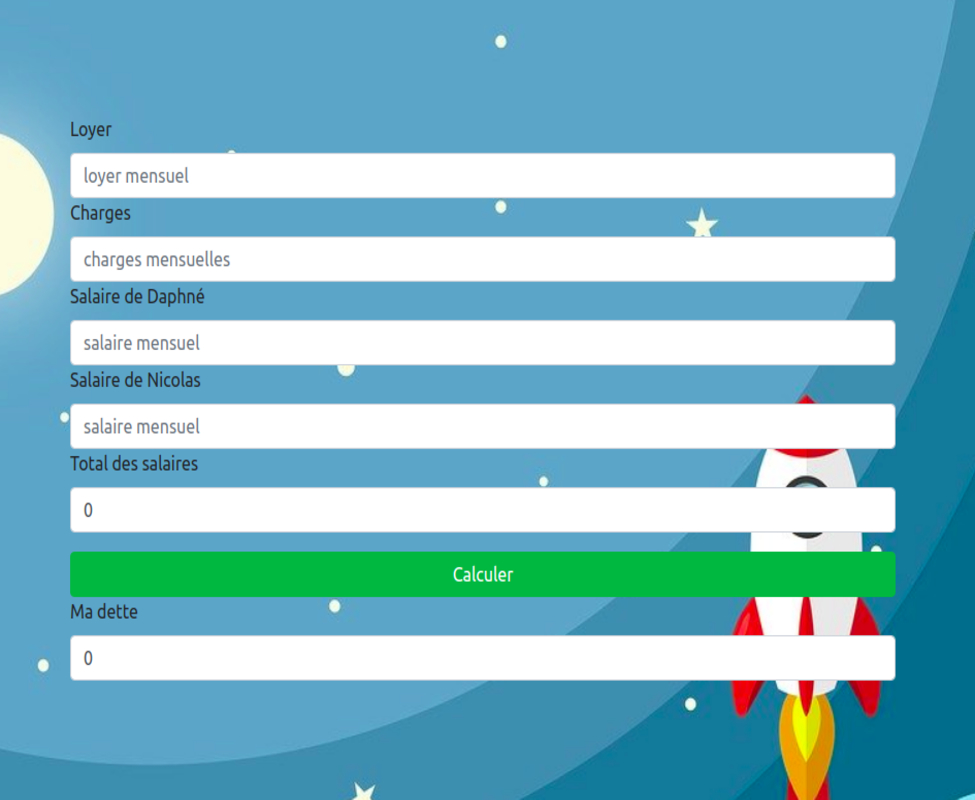 Loyer
loyer mensuel
Charges
charges mensuelles
Salaire de Daphné
salaire mensuel
Salaire de Nicolas
salaire mensuel
Total des salaires
0
Calculer
Ma dette
0